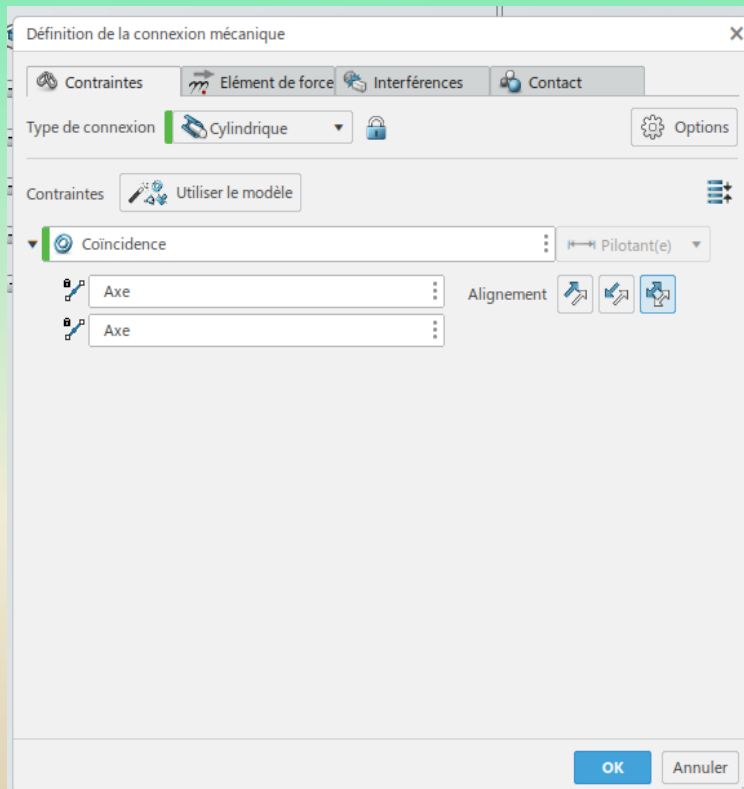 Définition de la connexion mécanique
Contraintes
Elément de force
Interférences
Contact
Type de connexion
Cylindrique
Options
Contraintes
Utiliser le modèle
Coïncidence
Pilotant(e)
Axe
Alignement
Axe
OK
Annuler